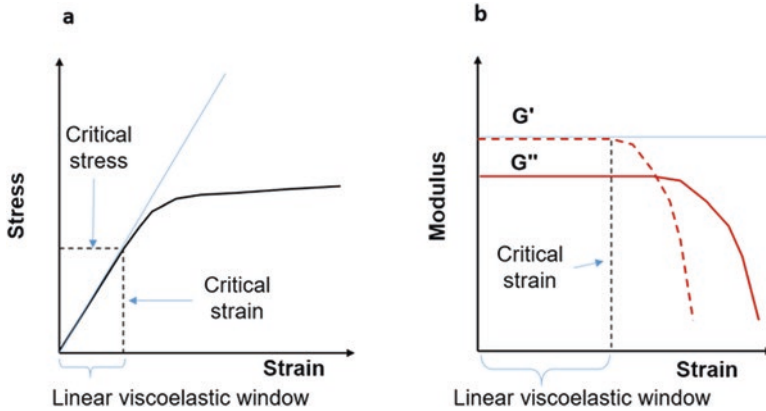 a
Critical
stress
Stress
Critical
strain
Strain
Linear viscoelastic window
b
G'
G"
Modulus
Critical
strain
Strain
Linear viscoelastic window